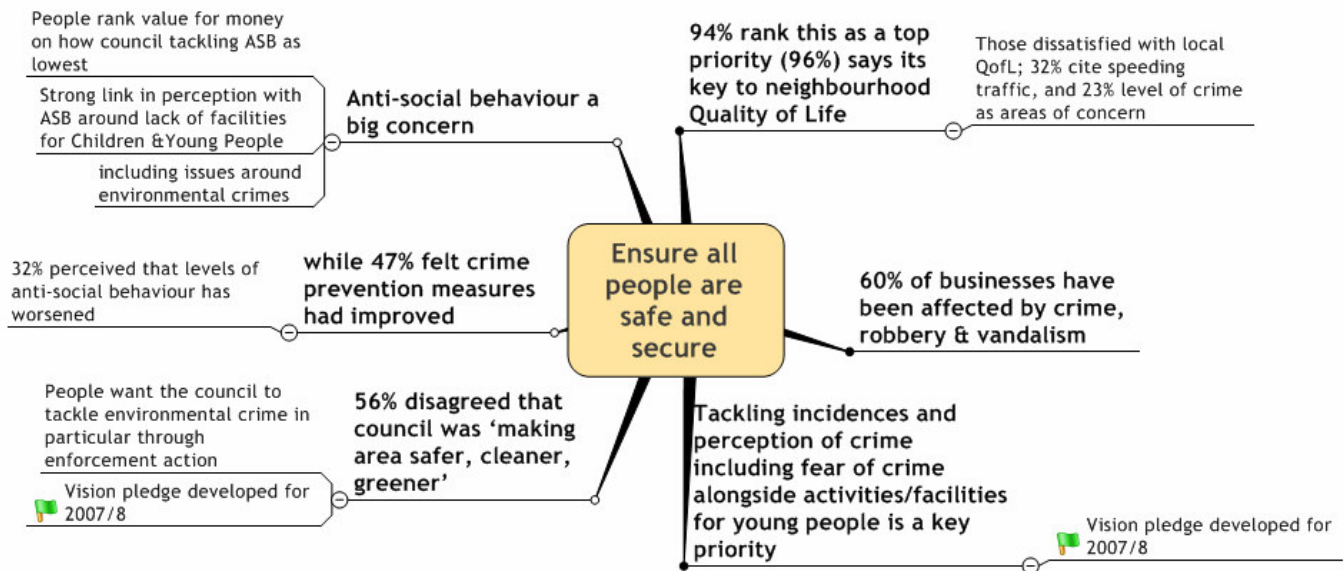 People rank value for money
on how council tackling ASB as
lowest
Strong link in perception with
ASB around lack of facilities
for Children &Young People
including issues around
environmental crimes
Anti-social behaviour a
big concern
94% rank this as a top
priority (96%) says its
key to neighbourhood
Quality of Life
Those dissatisfied with local
QofL; 32% cite speeding
traffic, and 23% level of crime
as areas of concern
32% perceived that levels of
anti-social behaviour has
worsened
while 47% felt crime
prevention measures
had improved
Ensure all
people are
safe and
secure
60% of businesses have
been affected by crime,
robbery & vandalism
People want the council to
tackle environmental crime in
particular through
enforcement action
Vision pledge developed for
2007/8
56% disagreed that
council was ‘making
area safer, cleaner,
greener’
Tackling incidences and
perception of crime
including fear of crime
alongside activities/facilities
for young people is a key
priority
Vision pledge developed for
2007/8